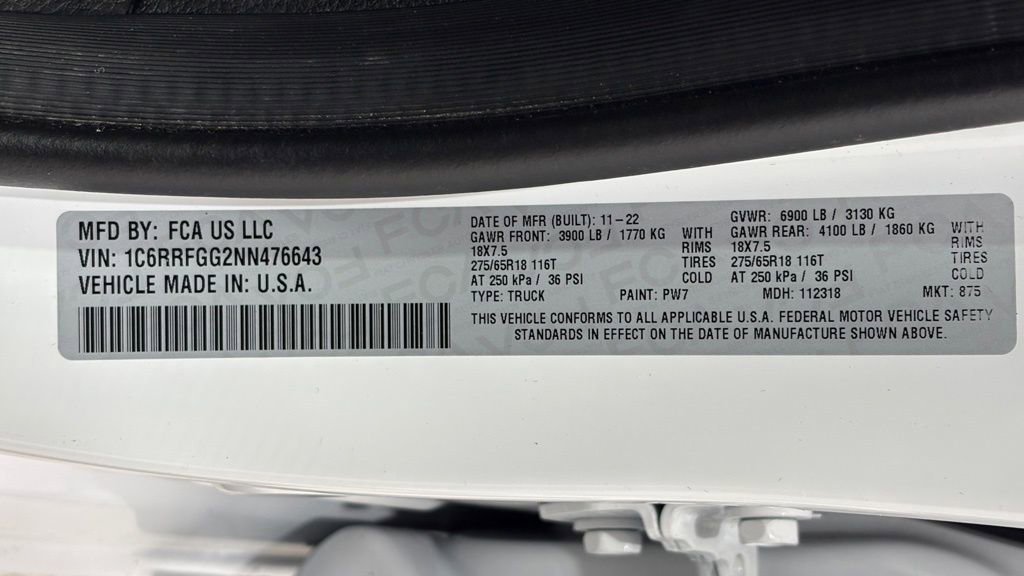 MFD BY: FCA US LLC
VIN: 1C6RRFGG2NN476643
VEHICLE MADE IN: U.S.A.
DATE OF MFR (BUILT): 11-22
GAWR FRONT: 3900 LB / 1770 KG WITH
18X7.5 RIMS
275/65R18 116T TIRES
AT 250 kPa / 36 PSI COLD
GVWR: 6900 LB / 3130 KG
GAWR REAR: 4100 LB / 1860 KG WITH
18X7.5 RIMS
275/65R18 116T TIRES
AT 250 kPa / 36 PSI COLD
TYPE: TRUCK PAINT: PW7 MDH: 112318 MKT: 875
THIS VEHICLE CONFORMS TO ALL APPLICABLE U.S.A. FEDERAL MOTOR VEHICLE SAFETY
STANDARDS IN EFFECT ON THE DATE OF MANUFACTURE SHOWN ABOVE.